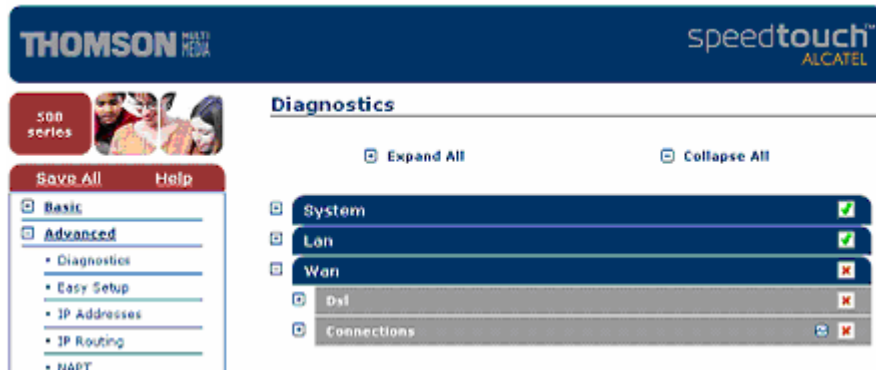 THOMSON MULTI MEDIA
speedtouch™
ALCATEL
500 series
Save All Help
Basic
Advanced
• Diagnostics
• Easy Setup
• IP Addresses
• IP Routing
• NAPT
Diagnostics
Expand All Collapse All
System
Lan
Wan
Dsl
Connections